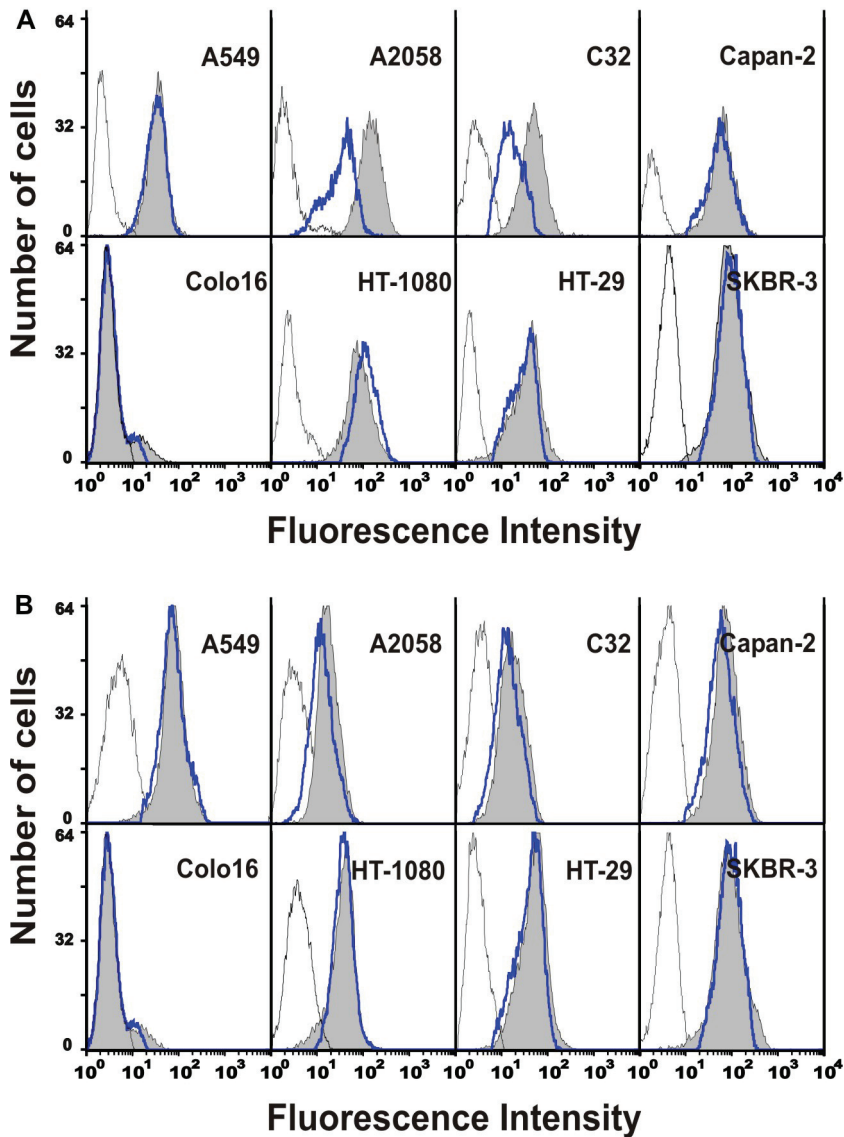 A
Number of cells
64
32
0
A549
A2058
C32
Capan-2
64
32
0
Colo16
HT-1080
HT-29
SKBR-3
10⁰ 10¹ 10² 10³ 10⁰ 10¹ 10² 10³ 10⁰ 10¹ 10² 10³ 10⁰ 10¹ 10² 10³ 10⁴
Fluorescence Intensity
B
Number of cells
64
32
0
A549
A2058
C32
Capan-2
64
32
0
Colo16
HT-1080
HT-29
SKBR-3
10⁰ 10¹ 10² 10³ 10⁰ 10¹ 10² 10³ 10⁰ 10¹ 10² 10³ 10⁰ 10¹ 10² 10³ 10⁴
Fluorescence Intensity